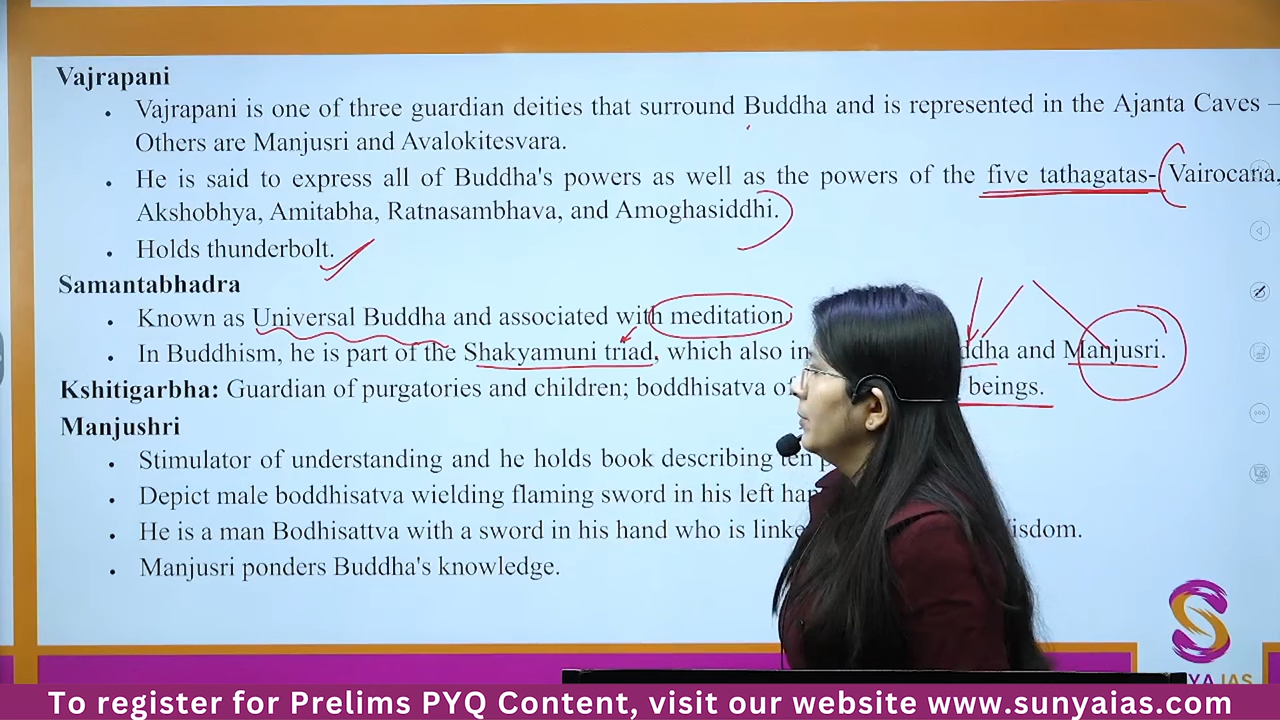 Vajrapani
• Vajrapani is one of three guardian deities that surround Buddha and is represented in the Ajanta Caves –
Others are Manjusri and Avalokitesvara.
• He is said to express all of Buddha's powers as well as the powers of the five tathagatas- Vairocana,
Akshobhya, Amitabha, Ratnasambhava, and Amoghasiddhi.
• Holds thunderbolt.
Samantabhadra
• Known as Universal Buddha and associated with meditation.
• In Buddhism, he is part of the Shakyamuni triad, which also in ddha and Manjusri.
Kshitigarbha: Guardian of purgatories and children; boddhisatva of beings.
Manjushri
• Stimulator of understanding and he holds book describing ten p
• Depict male boddhisatva wielding flaming sword in his left han
• He is a man Bodhisattva with a sword in his hand who is linke isdom.
• Manjusri ponders Buddha's knowledge.
YA IAS
To register for Prelims PYQ Content, visit our website www.sunyaias.com